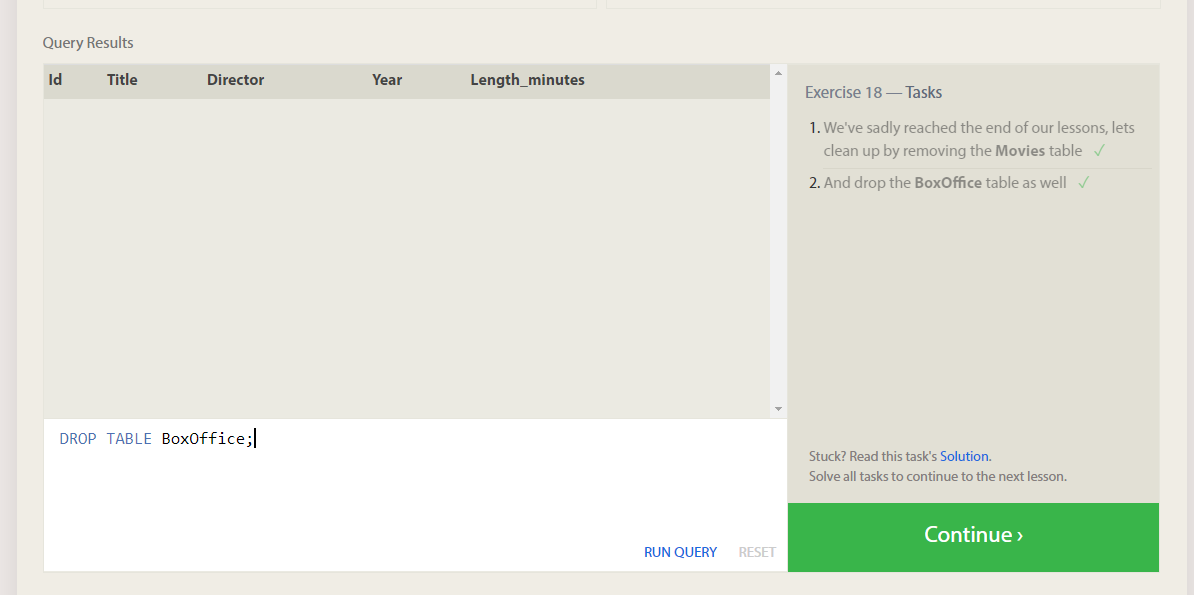 Query Results
Id Title Director Year Length_minutes
Exercise 18 — Tasks
1. We've sadly reached the end of our lessons, lets
clean up by removing the Movies table ✓
2. And drop the BoxOffice table as well ✓
DROP TABLE BoxOffice;
Stuck? Read this task's Solution.
Solve all tasks to continue to the next lesson.
RUN QUERY RESET
Continue ›